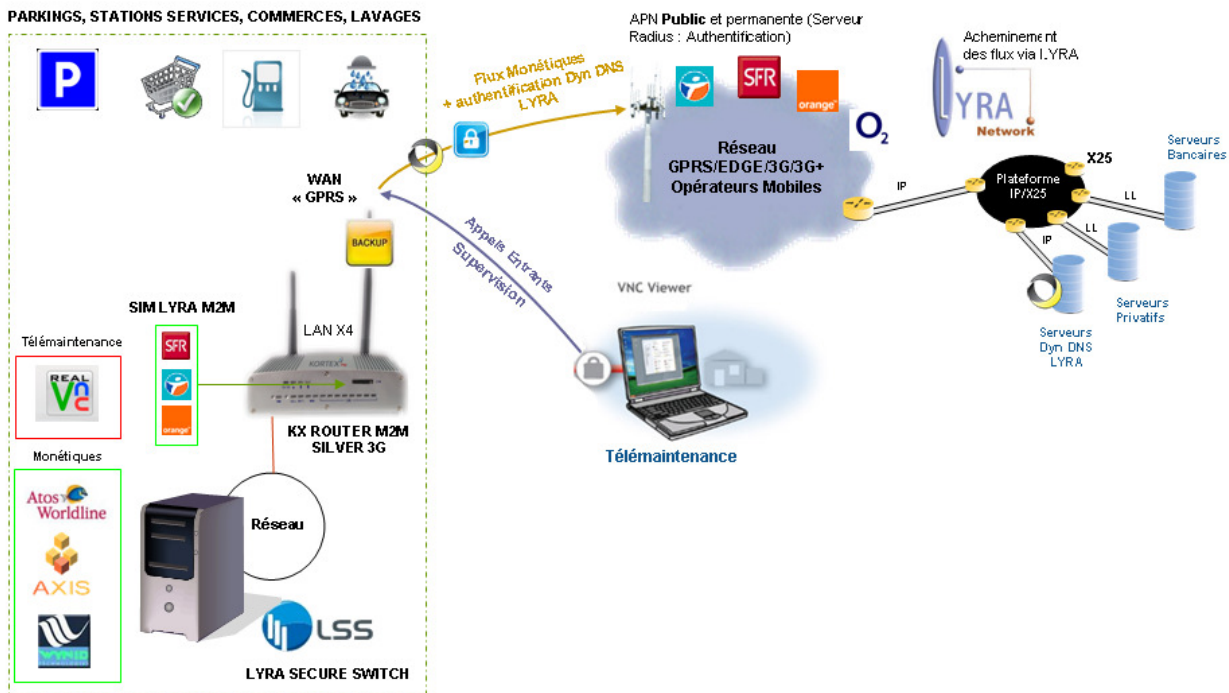 PARKINGS, STATIONS SERVICES, COMMERCES, LAVAGES
P
Flux Monétiques
+ authentification Dyn DNS
LYRA
APN Public et permanente (Serveur
Radius : Authentification)
SFR
orange
O2
Réseau
GPRS/EDGE/3G/3G+
Opérateurs Mobiles
Acheminement
des flux via LYRA
LYRA
Network
IP
Plateforme
IP/X25
X25
LL
LL
IP
Serveurs
Bancaires
Serveurs
Privatifs
Serveurs
Dyn DNS
LYRA
WAN
« GPRS »
BACKUP
Appels Entrants
Supervision
VNC Viewer
Télémaintenance
SIM LYRA M2M
SFR
orange
LAN X4
KORTEX
KX ROUTER M2M
SILVER 3G
Télémaintenance
REAL
Vnc
Monétiques
Atos
Worldline
AXIS
WYNID
Réseau
LSS
LYRA SECURE SWITCH